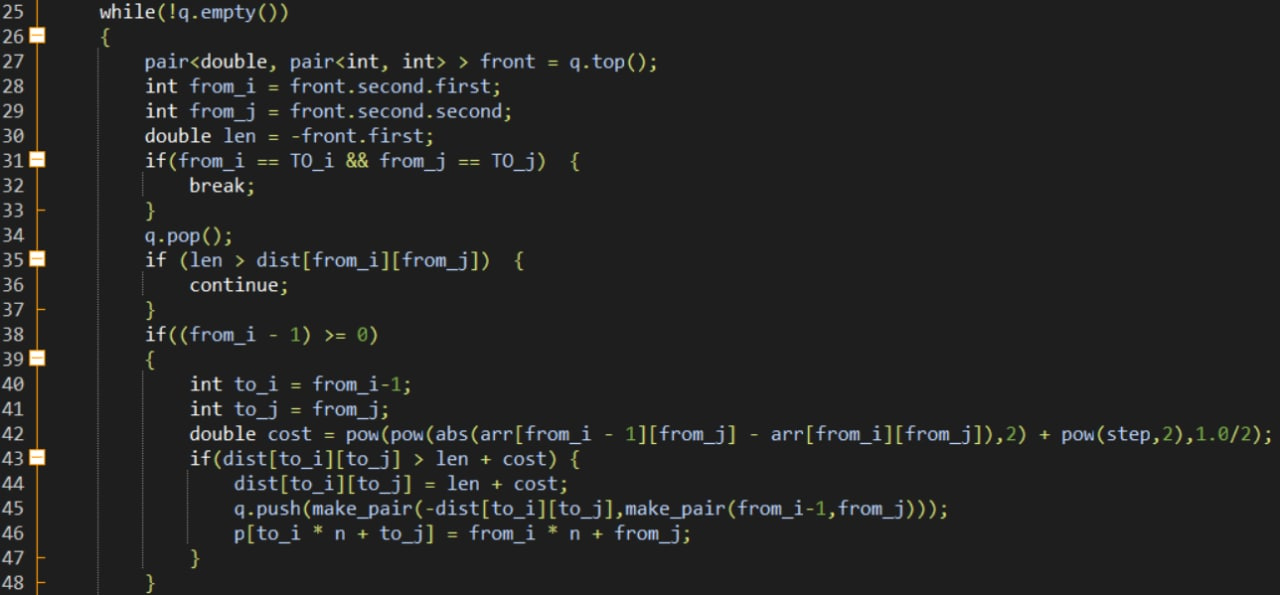 25 while(!q.empty())
26 {
27 pair<double, pair<int, int> > front = q.top();
28 int from_i = front.second.first;
29 int from_j = front.second.second;
30 double len = -front.first;
31 if(from_i == TO_i && from_j == TO_j) {
32 break;
33 }
34 q.pop();
35 if (len > dist[from_i][from_j]) {
36 continue;
37 }
38 if((from_i - 1) >= 0)
39 {
40 int to_i = from_i-1;
41 int to_j = from_j;
42 double cost = pow(pow(abs(arr[from_i - 1][from_j] - arr[from_i][from_j]),2) + pow(step,2),1.0/2);
43 if(dist[to_i][to_j] > len + cost) {
44 dist[to_i][to_j] = len + cost;
45 q.push(make_pair(-dist[to_i][to_j],make_pair(from_i-1,from_j)));
46 p[to_i * n + to_j] = from_i * n + from_j;
47 }
48 }